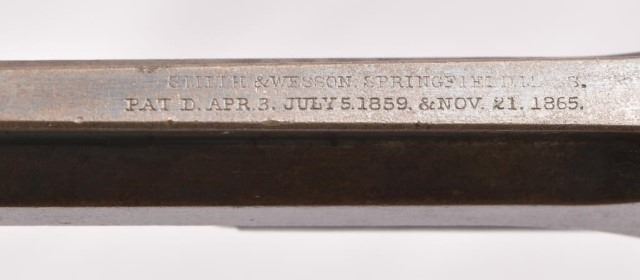 SMITH & WESSON. SPRINGFIELD.
PAT'D. APR. 3. JULY 5. 1859. & NOV. 21. 1865.